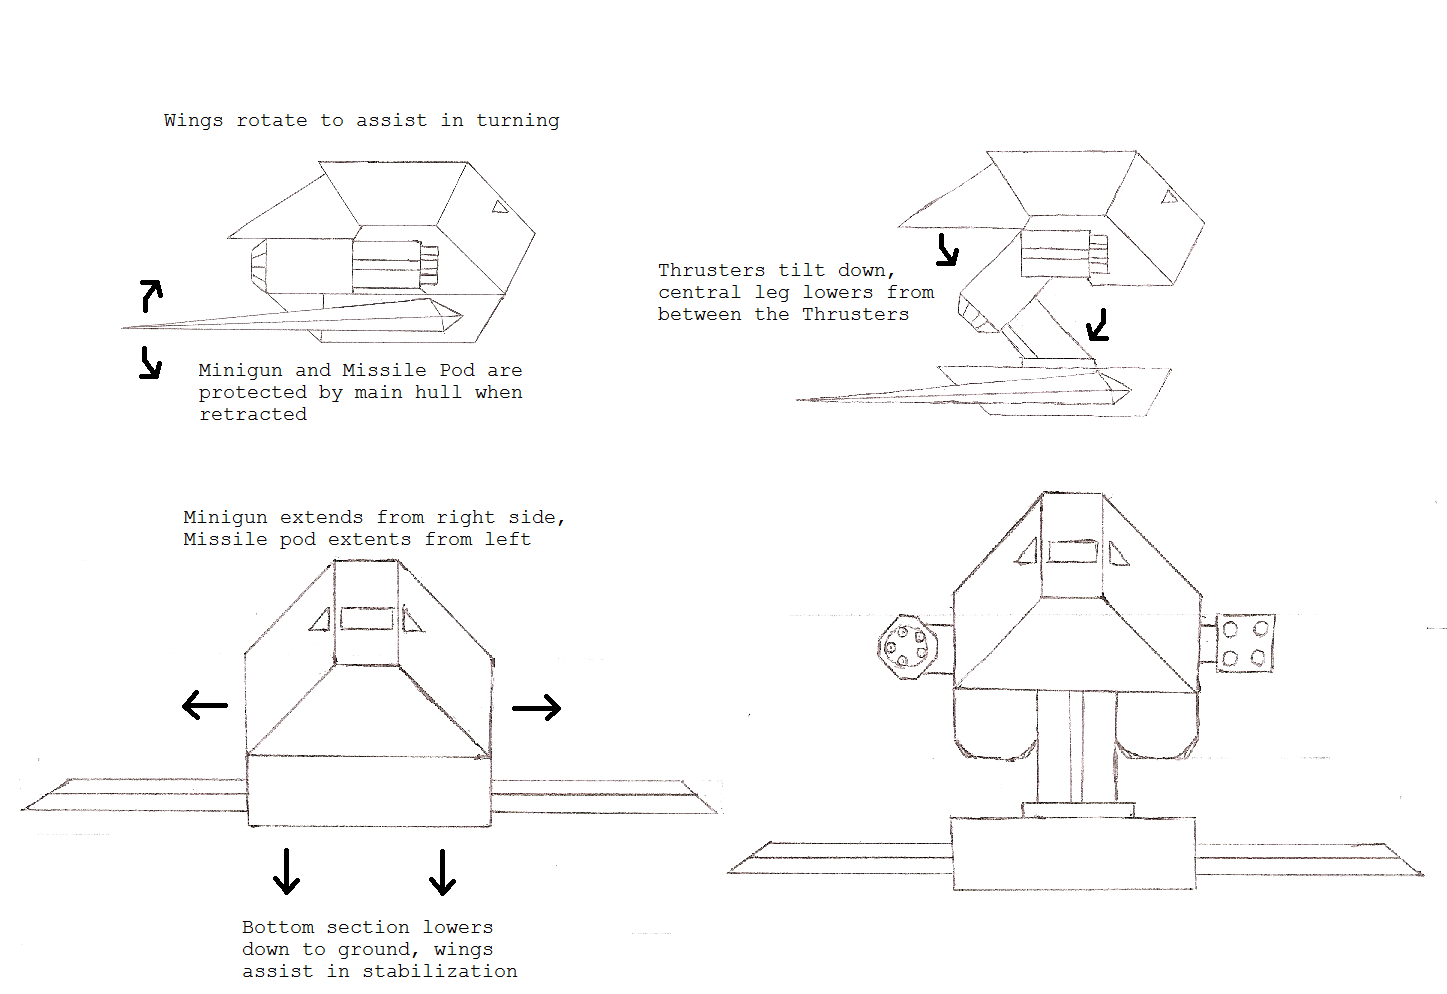 Wings rotate to assist in turning
Thrusters tilt down,
central leg lowers from
between the Thrusters
Minigun and Missile Pod are
protected by main hull when
retracted
Minigun extends from right side,
Missile pod extents from left
Bottom section lowers
down to ground, wings
assist in stabilization